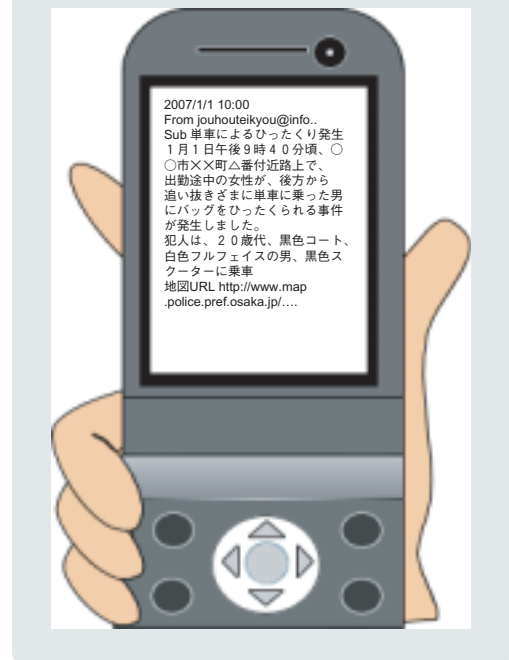 2007/1/1 10:00
From jouhouteikyou@info..
Sub 単車によるひったくり発生
１月１日午後９時４０分頃、○
○市××町△番付近路上で、
出勤途中の女性が、後方から
追い抜きざまに単車に乗った男
にバッグをひったくられる事件
が発生しました。
犯人は、２０歳代、黒色コート、
白色フルフェイスの男、黒色ス
クーターに乗車
地図URL http://www.map
.police.pref.osaka.jp/….